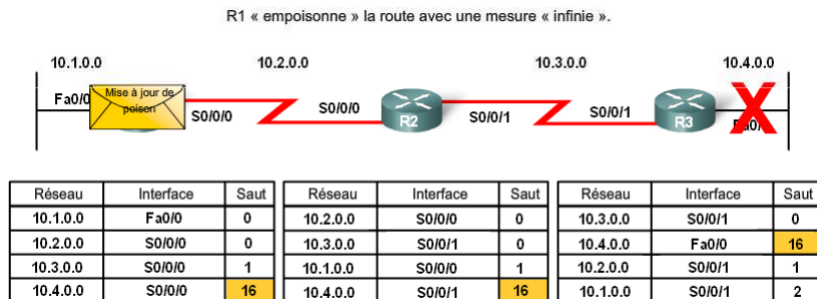 R1 « empoisonne » la route avec une mesure « infinie ».
10.1.0.0 10.2.0.0 10.3.0.0 10.4.0.0
Fa0/0 Mise à jour de poison S0/0/0 S0/0/0 R2 S0/0/1 S0/0/1 R3
Réseau Interface Saut Réseau Interface Saut Réseau Interface Saut
10.1.0.0 Fa0/0 0 10.2.0.0 S0/0/0 0 10.3.0.0 S0/0/1 0
10.2.0.0 S0/0/0 0 10.3.0.0 S0/0/1 0 10.4.0.0 Fa0/0 16
10.3.0.0 S0/0/0 1 10.1.0.0 S0/0/0 1 10.2.0.0 S0/0/1 1
10.4.0.0 S0/0/0 16 10.4.0.0 S0/0/1 16 10.1.0.0 S0/0/1 2